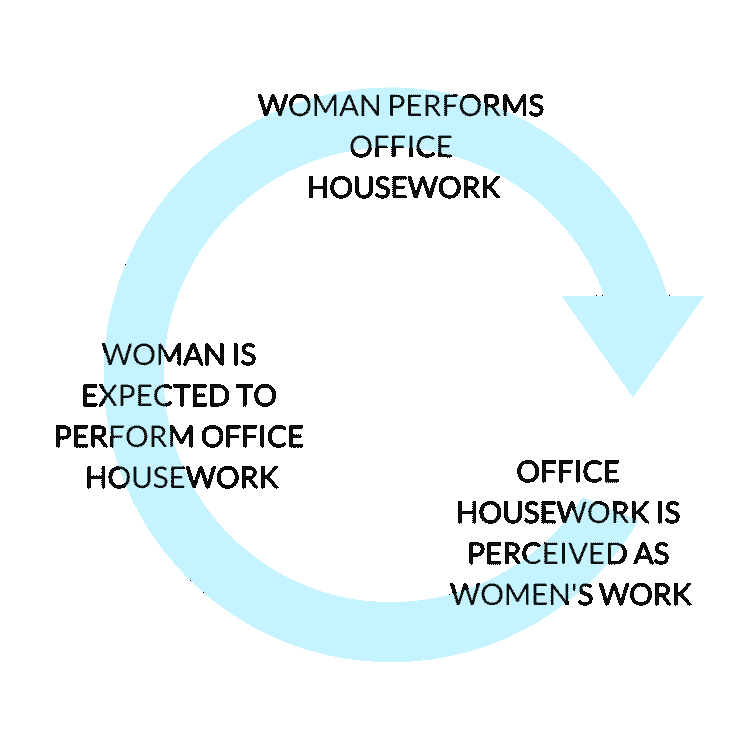 WOMAN PERFORMS
OFFICE
HOUSEWORK
WOMAN IS
EXPECTED TO
PERFORM OFFICE
HOUSEWORK
OFFICE
HOUSEWORK IS
PERCEIVED AS
WOMEN'S WORK